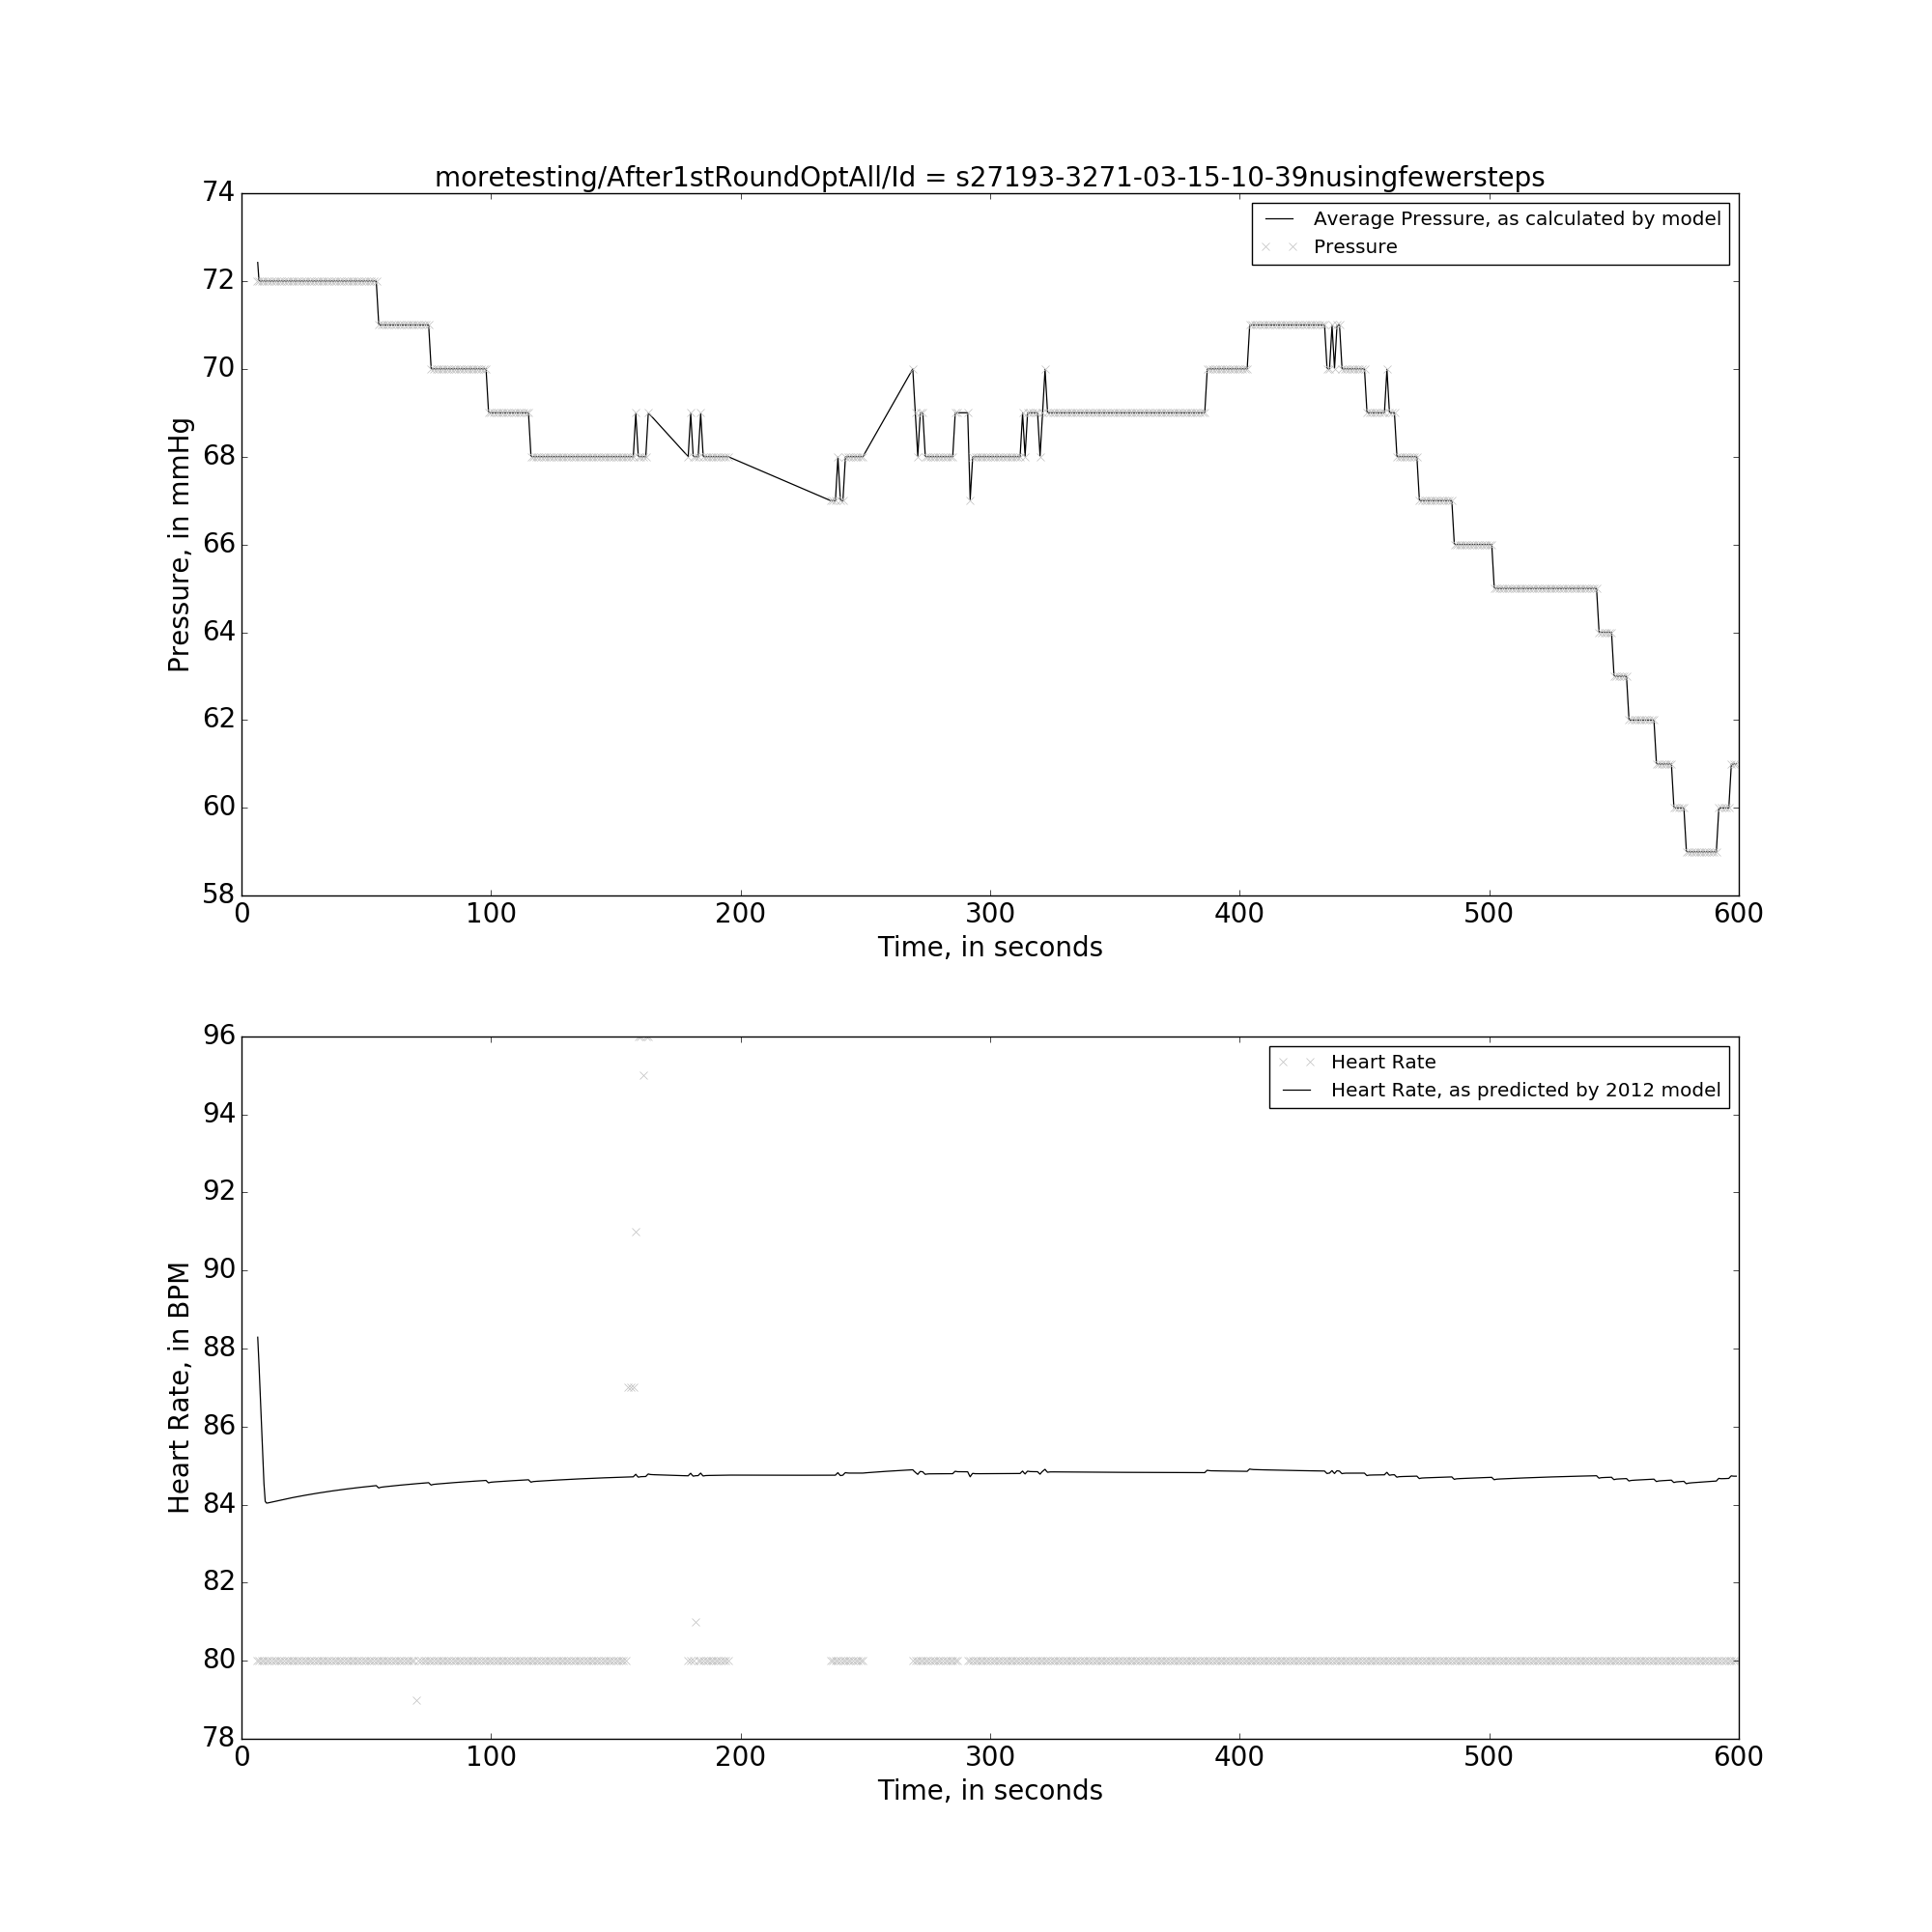 moretesting/After1stRoundOptAll/Id = s27193-3271-03-15-10-39nusingfewersteps
74
72
70
68
66
64
62
60
58
Pressure, in mmHg
Average Pressure, as calculated by model
Pressure
0 100 200 300 400 500 600
Time, in seconds
96
94
92
90
88
86
84
82
80
78
Heart Rate, in BPM
Heart Rate
Heart Rate, as predicted by 2012 model
0 100 200 300 400 500 600
Time, in seconds